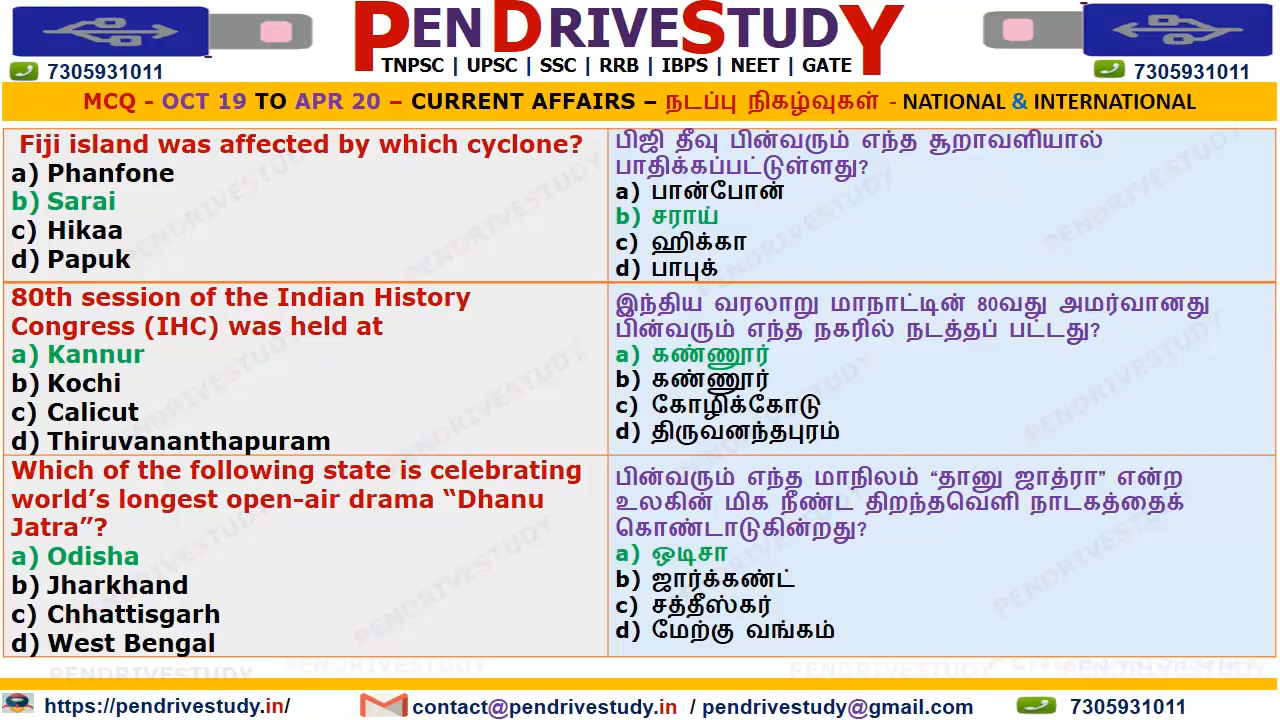 PENDRIVESTUDY
TNPSC | UPSC | SSC | RRB | IBPS | NEET | GATE
7305931011
7305931011
MCQ - OCT 19 TO APR 20 – CURRENT AFFAIRS – நடப்பு நிகழ்வுகள் - NATIONAL & INTERNATIONAL
Fiji island was affected by which cyclone?
a) Phanfone
b) Sarai
c) Hikaa
d) Papuk
பிஜி தீவு பின்வரும் எந்த சூறாவளியால்
பாதிக்கப்பட்டுள்ளது?
a) பான்போன்
b) சராய்
c) ஹிக்கா
d) பாபுக்
80th session of the Indian History
Congress (IHC) was held at
a) Kannur
b) Kochi
c) Calicut
d) Thiruvananthapuram
இந்திய வரலாறு மாநாட்டின் 80வது அமர்வானது
பின்வரும் எந்த நகரில் நடத்தப் பட்டது?
a) கண்ணூர்
b) கண்ணூர்
c) கோழிக்கோடு
d) திருவனந்தபுரம்
Which of the following state is celebrating
world’s longest open-air drama “Dhanu
Jatra”?
a) Odisha
b) Jharkhand
c) Chhattisgarh
d) West Bengal
பின்வரும் எந்த மாநிலம் “தானு ஜாத்ரா” என்ற
உலகின் மிக நீண்ட திறந்தவெளி நாடகத்தைக்
கொண்டாடுகின்றது?
a) ஒடிசா
b) ஜார்க்கண்ட்
c) சத்தீஸ்கர்
d) மேற்கு வங்கம்
https://pendrivestudy.in/
contact@pendrivestudy.in / pendrivestudy@gmail.com
7305931011